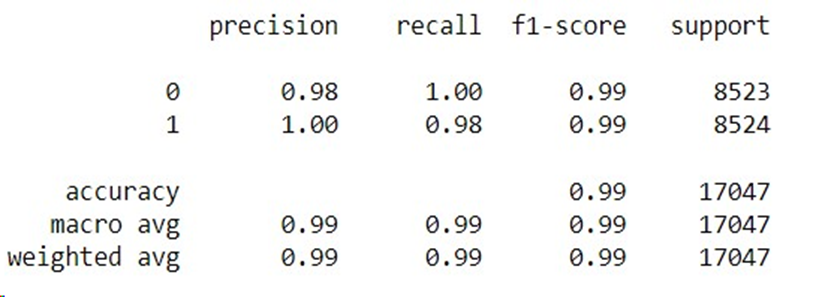 precision recall f1-score support
0 0.98 1.00 0.99 8523
1 1.00 0.98 0.99 8524
accuracy 0.99 17047
macro avg 0.99 0.99 0.99 17047
weighted avg 0.99 0.99 0.99 17047